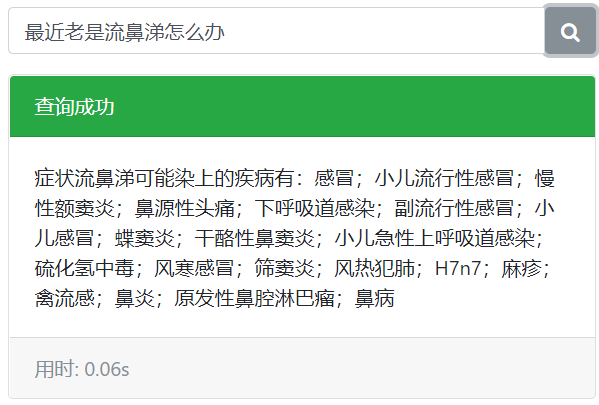 最近老是流鼻涕怎么办
查询成功
症状流鼻涕可能染上的疾病有：感冒；小儿流行性感冒；慢
性额窦炎；鼻源性头痛；下呼吸道感染；副流行性感冒；小
儿感冒；蝶窦炎；干酪性鼻窦炎；小儿急性上呼吸道感染；
硫化氢中毒；风寒感冒；筛窦炎；风热犯肺；H7n7；麻疹；
禽流感；鼻炎；原发性鼻腔淋巴瘤；鼻病
用时: 0.06s